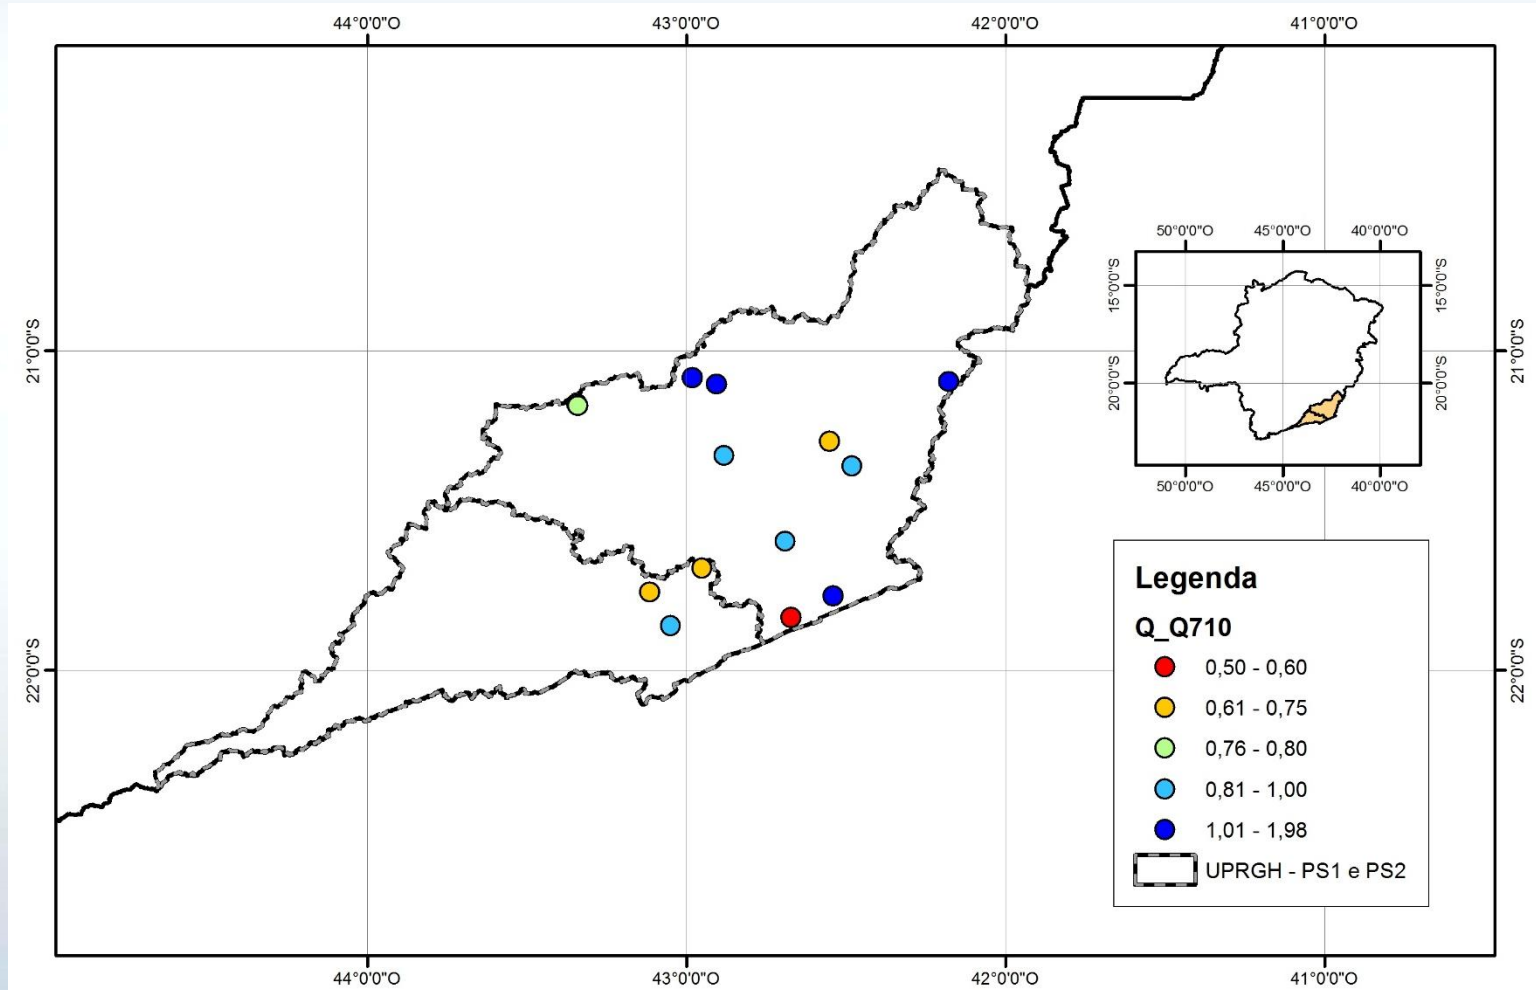 44°0'0"O 43°0'0"O 42°0'0"O 41°0'0"O
50°0'0"O 45°0'0"O 40°0'0"O
15°0'0"S 15°0'0"S
21°0'0"S 21°0'0"S
20°0'0"S 20°0'0"S
50°0'0"O 45°0'0"O 40°0'0"O
Legenda
Q_Q710
0,50 - 0,60
22°0'0"S 22°0'0"S
0,61 - 0,75
0,76 - 0,80
0,81 - 1,00
1,01 - 1,98
UPRGH - PS1 e PS2
44°0'0"O 43°0'0"O 42°0'0"O 41°0'0"O